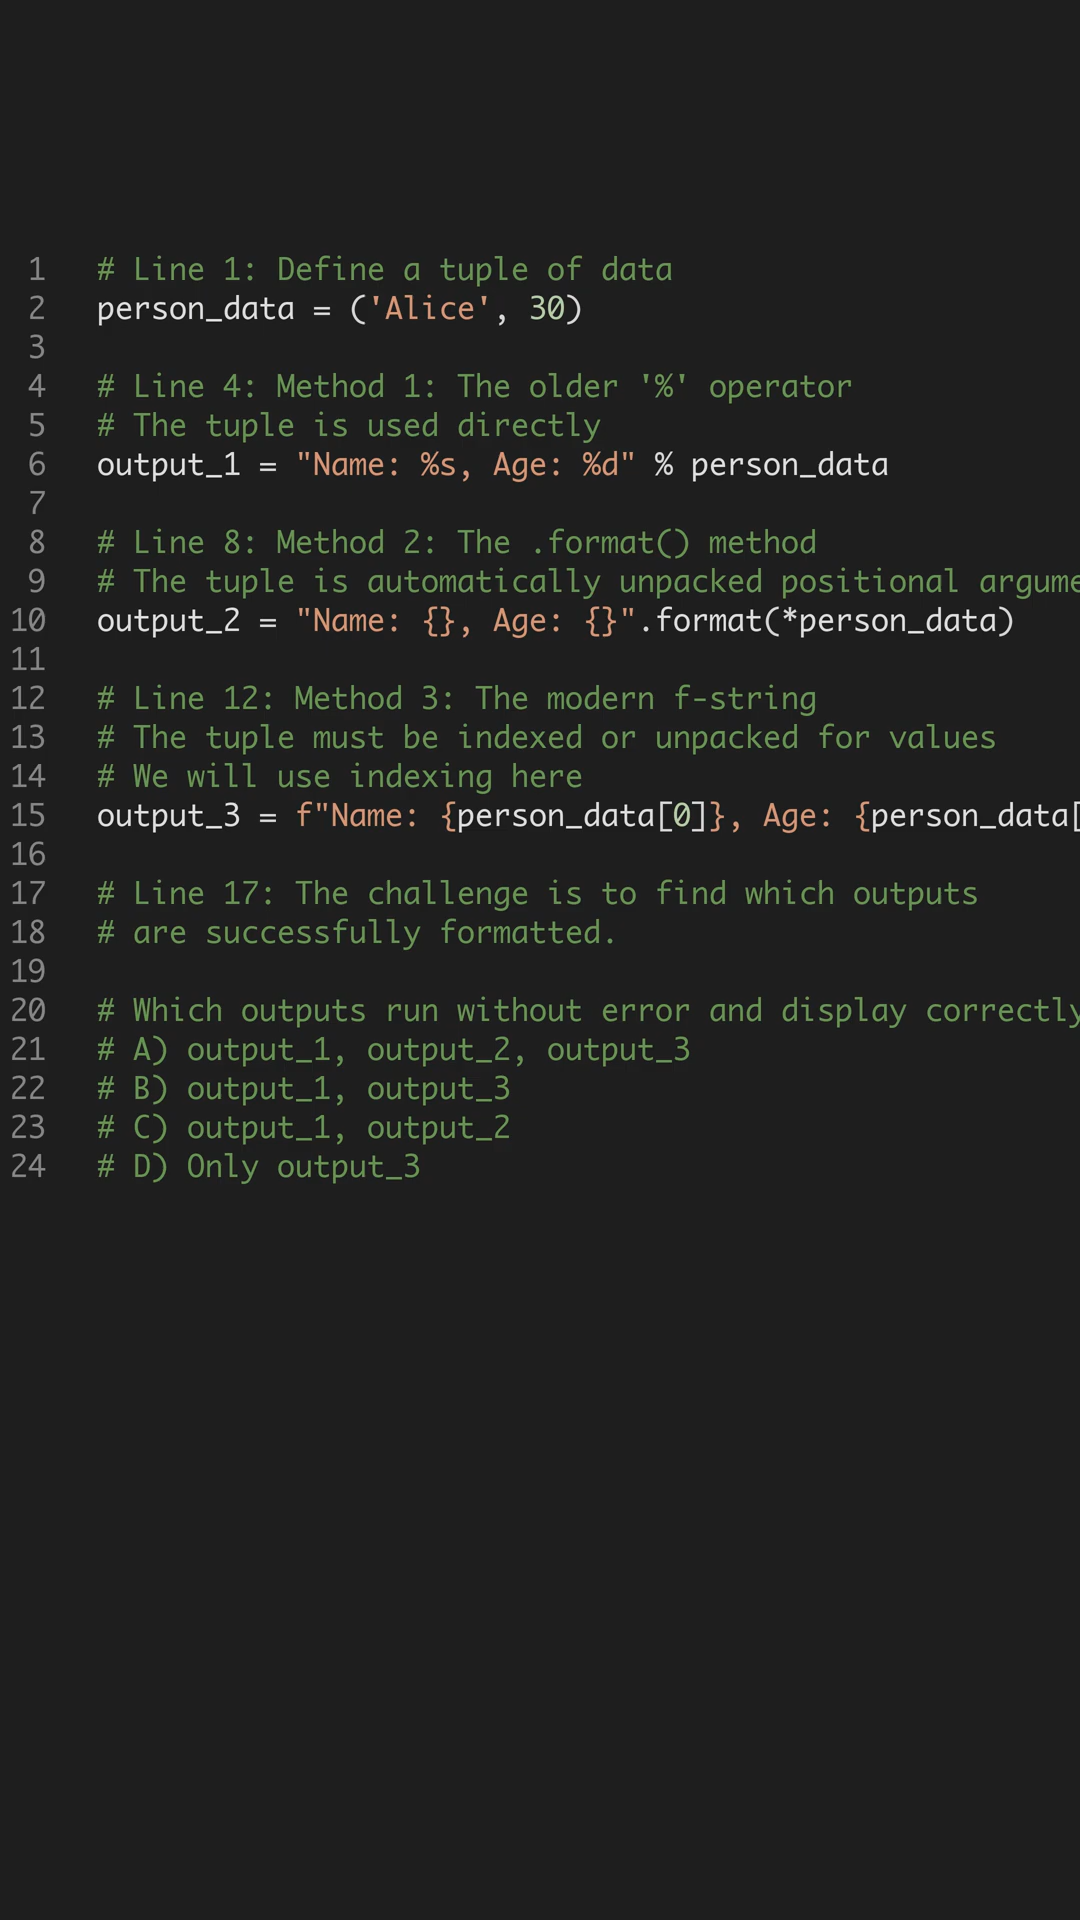 1 # Line 1: Define a tuple of data
2 person_data = ('Alice', 30)
3
4 # Line 4: Method 1: The older '%' operator
5 # The tuple is used directly
6 output_1 = "Name: %s, Age: %d" % person_data
7
8 # Line 8: Method 2: The .format() method
9 # The tuple is automatically unpacked positional argume
10 output_2 = "Name: {}, Age: {}".format(*person_data)
11
12 # Line 12: Method 3: The modern f-string
13 # The tuple must be indexed or unpacked for values
14 # We will use indexing here
15 output_3 = f"Name: {person_data[0]}, Age: {person_data[
16
17 # Line 17: The challenge is to find which outputs
18 # are successfully formatted.
19
20 # Which outputs run without error and display correctly
21 # A) output_1, output_2, output_3
22 # B) output_1, output_3
23 # C) output_1, output_2
24 # D) Only output_3